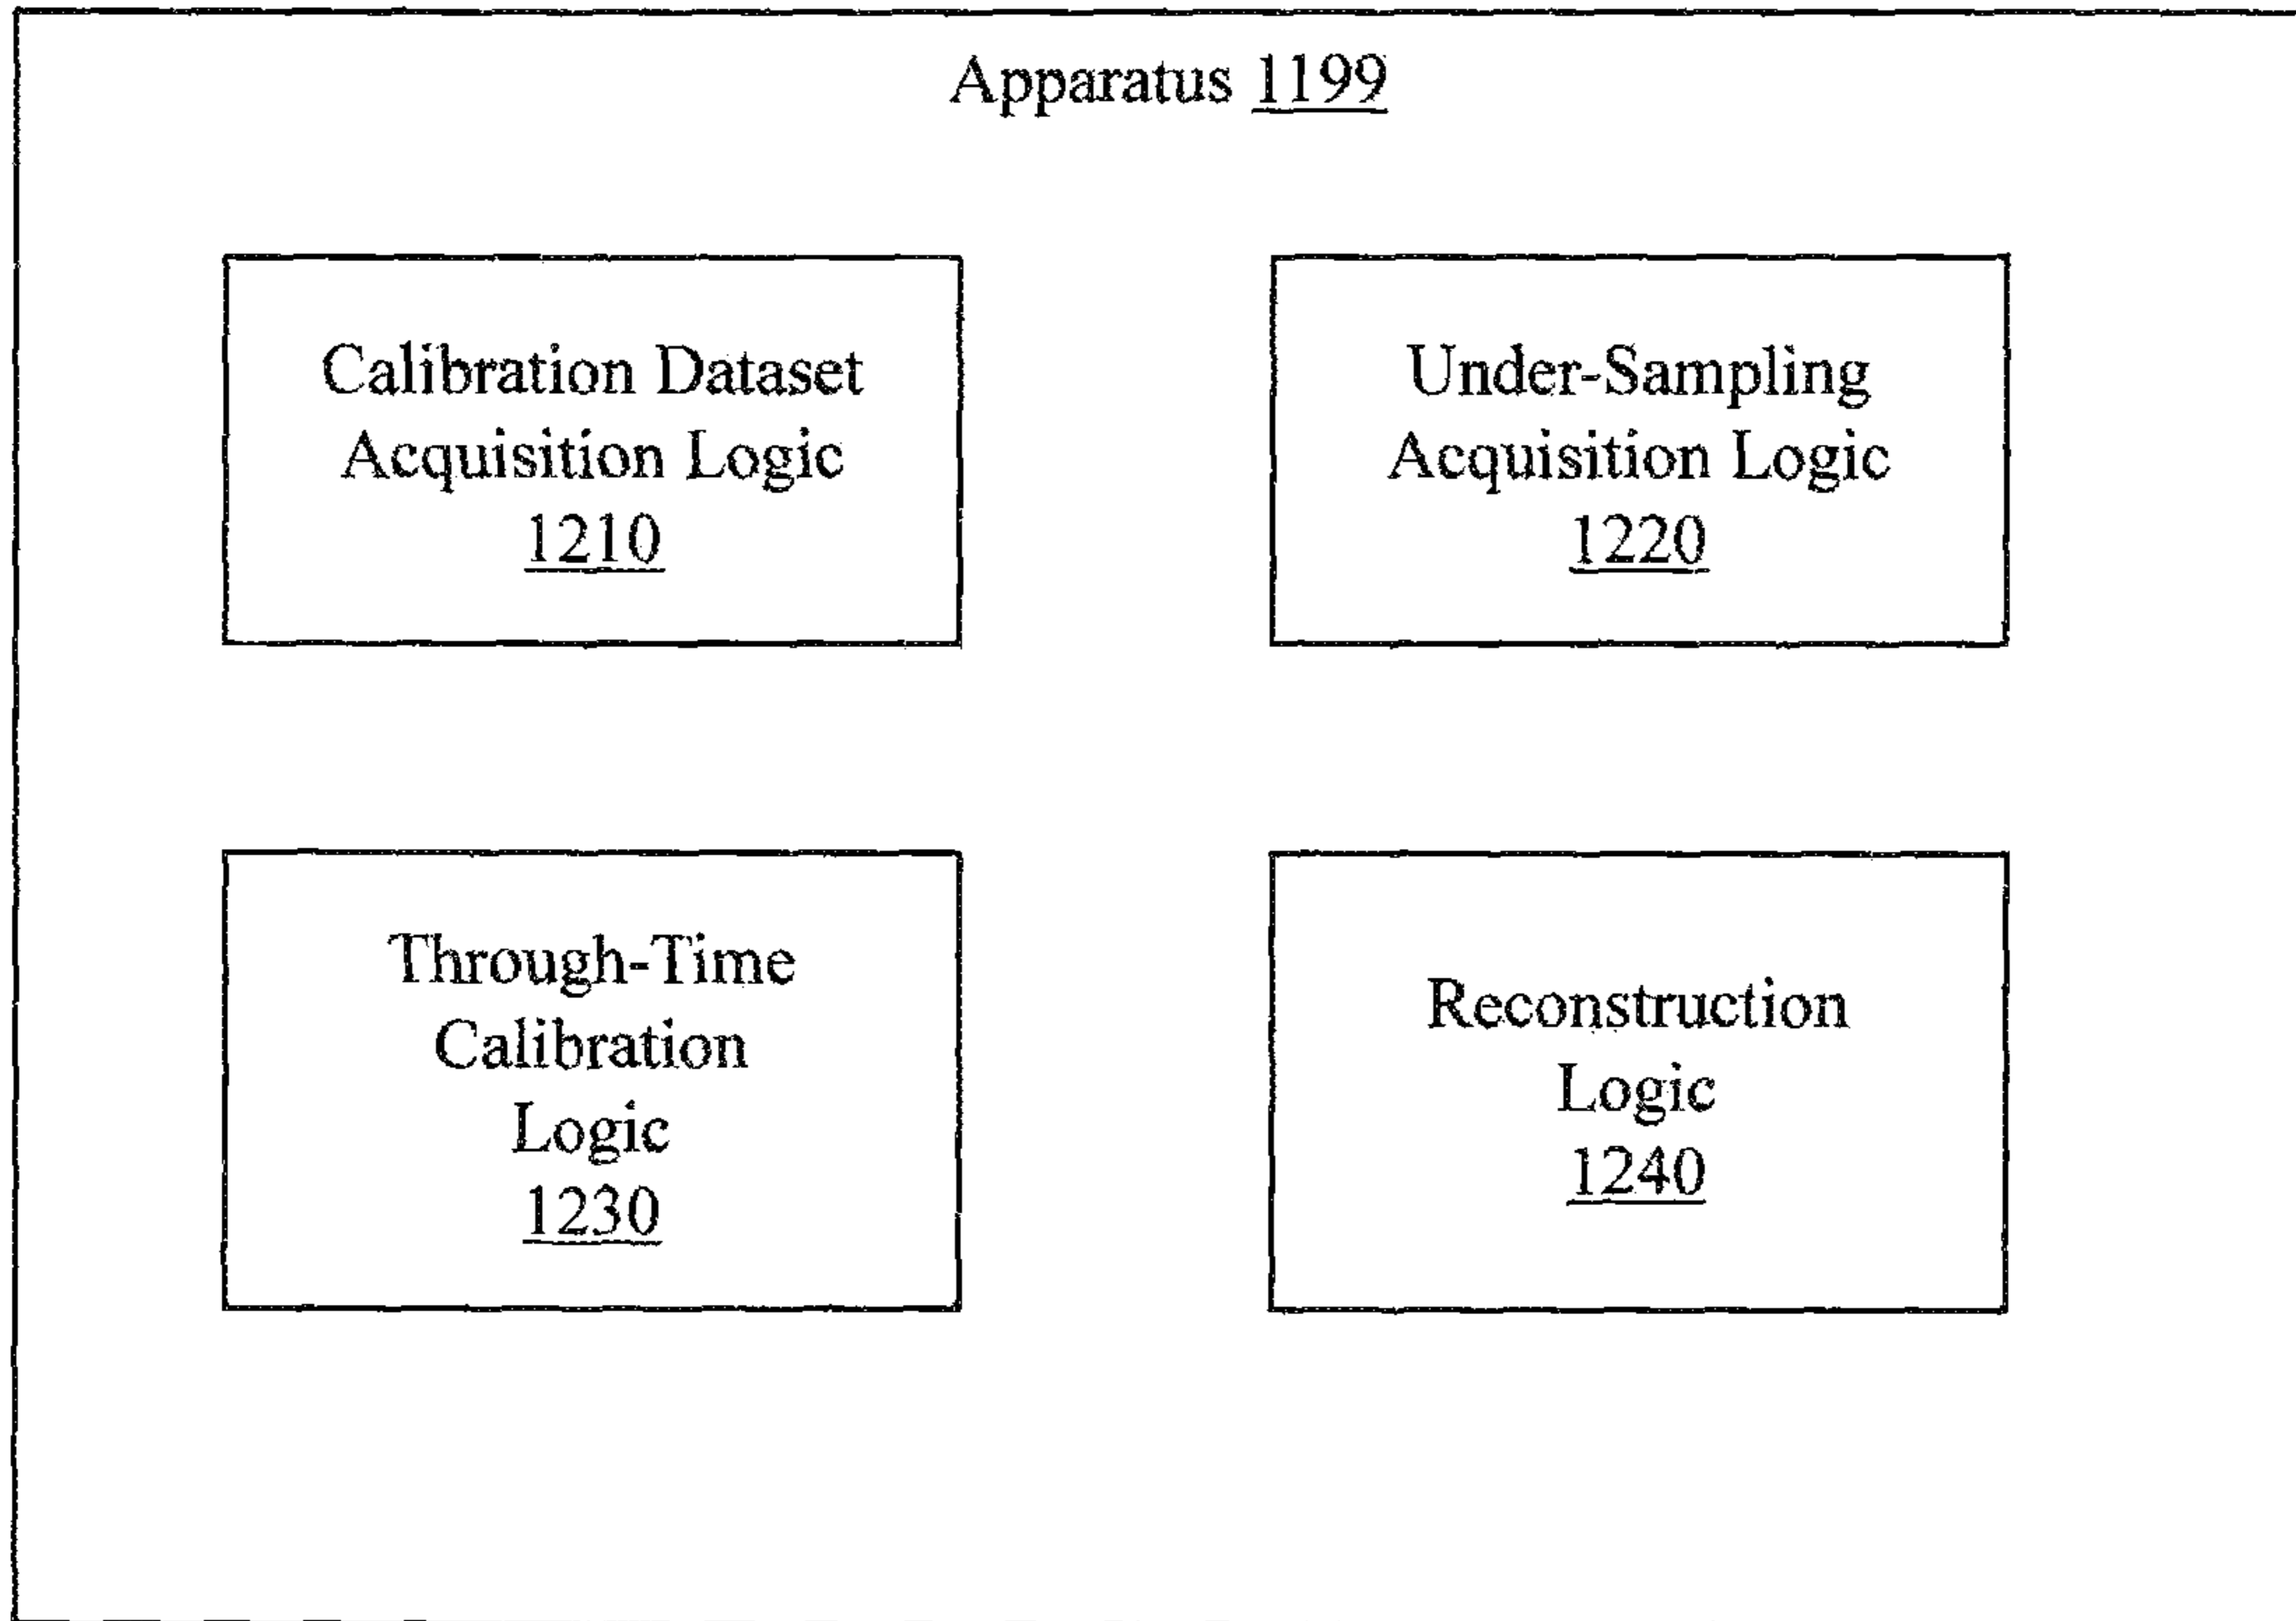 Apparatus 1199
Calibration Dataset
Acquisition Logic
1210
Under-Sampling
Acquisition Logic
1220
Through-Time
Calibration
Logic
1230
Reconstruction
Logic
1240